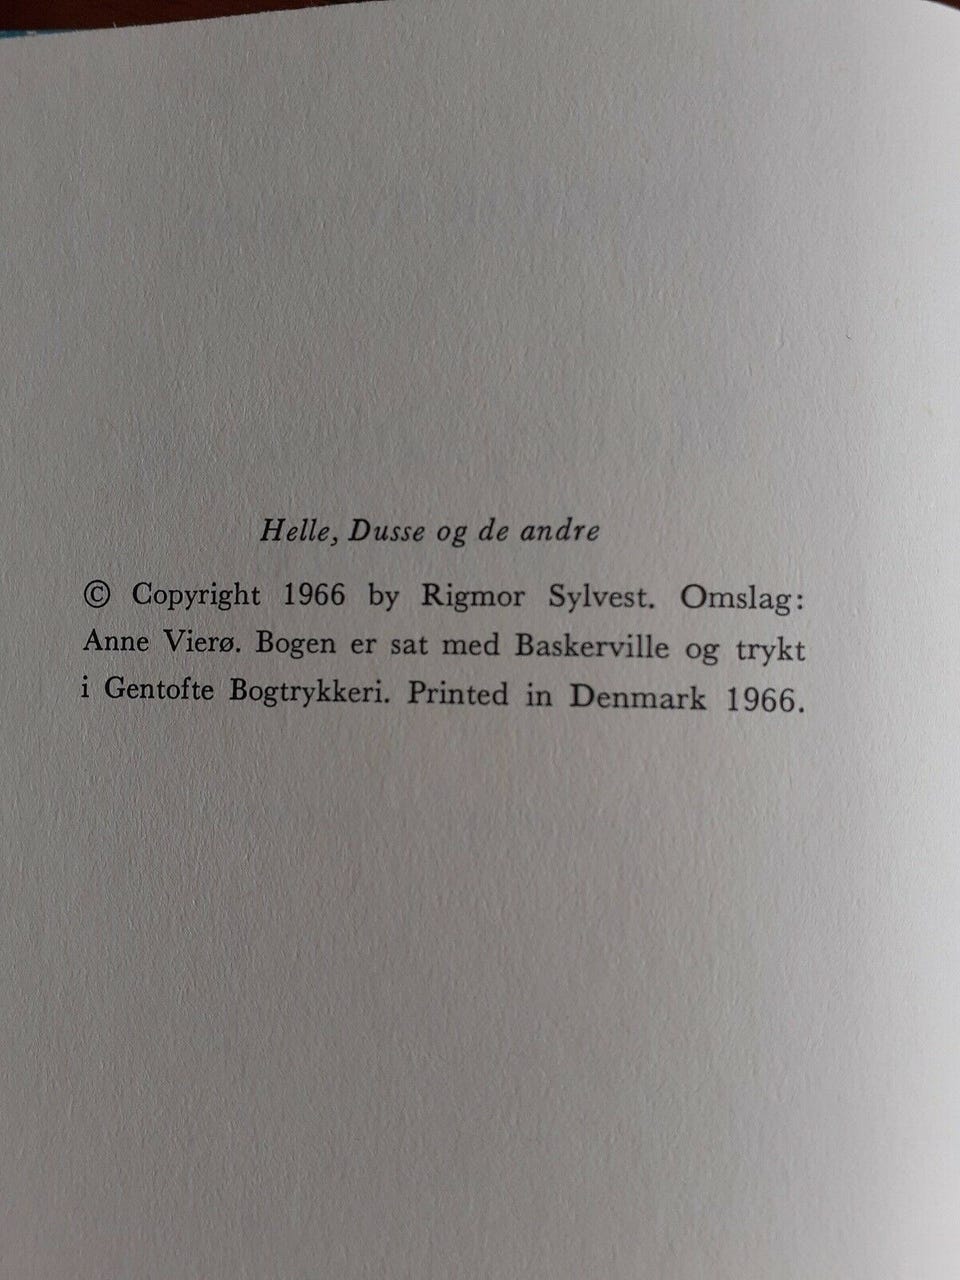 Helle, Dusse og de andre
© Copyright 1966 by Rigmor Sylvest. Omslag:
Anne Vierø. Bogen er sat med Baskerville og trykt
i Gentofte Bogtrykkeri. Printed in Denmark 1966.